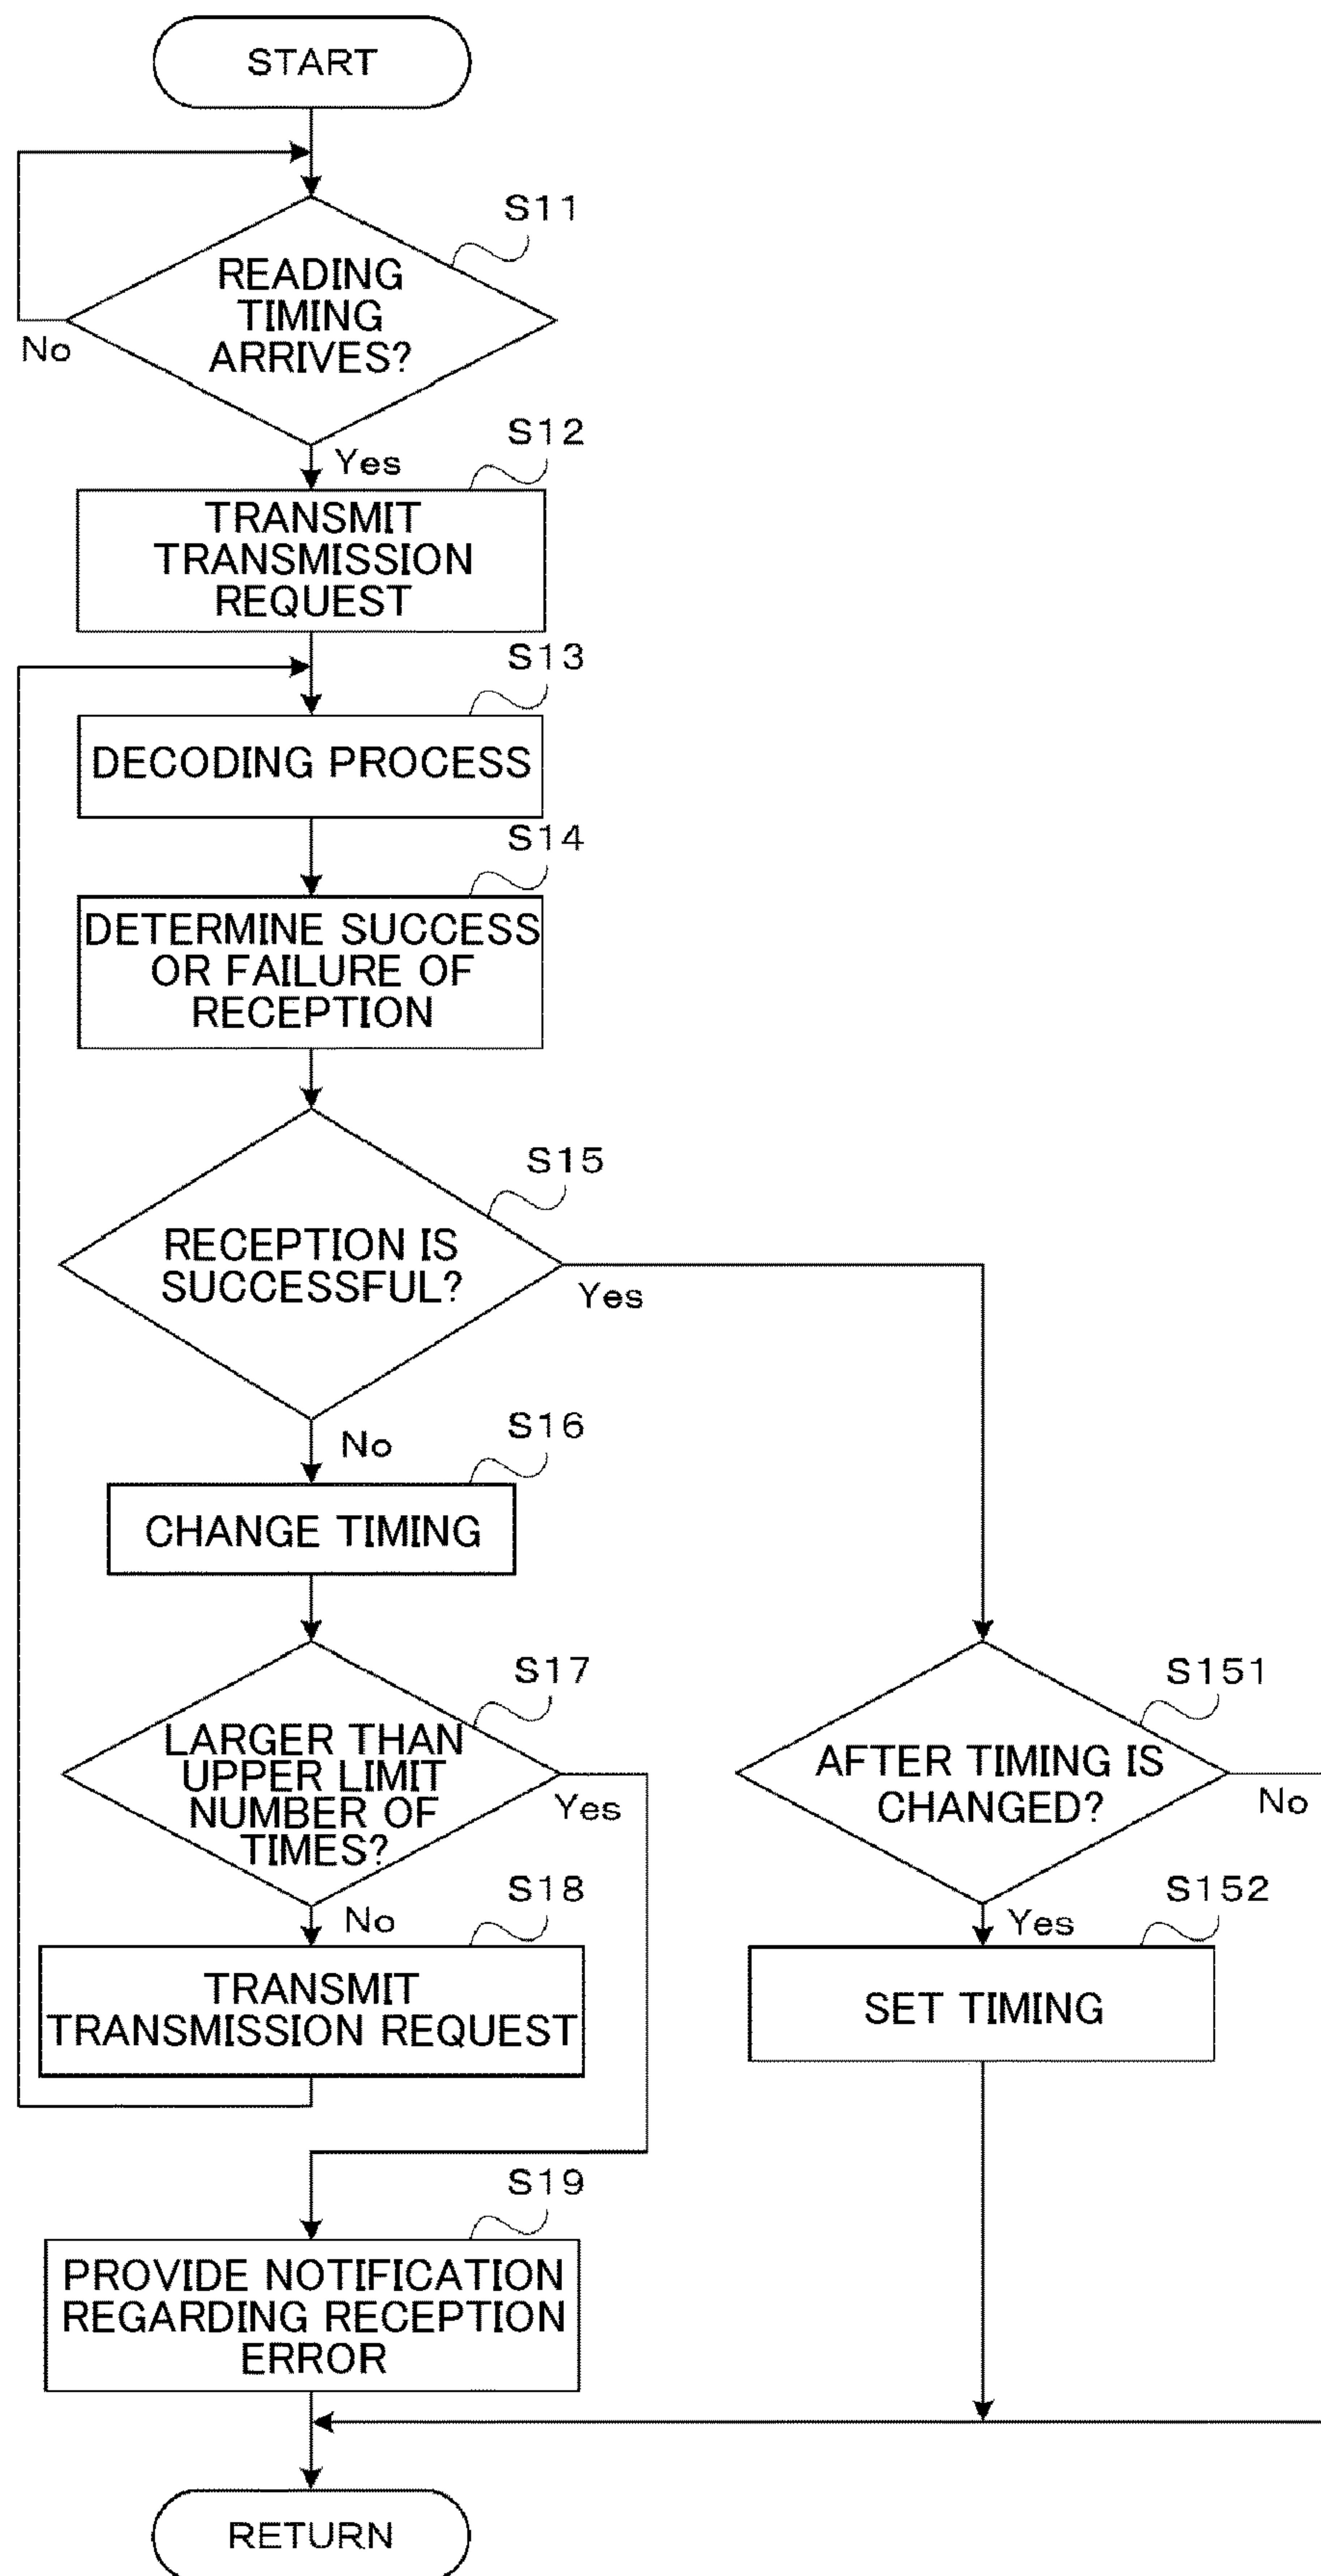 START
S11
READING
TIMING
ARRIVES?
No
Yes
S12
TRANSMIT
TRANSMISSION
REQUEST
S13
DECODING PROCESS
S14
DETERMINE SUCCESS
OR FAILURE OF
RECEPTION
S15
RECEPTION IS
SUCCESSFUL?
Yes
No
S16
CHANGE TIMING
S17
LARGER THAN
UPPER LIMIT
NUMBER OF
TIMES?
Yes
No
S18
TRANSMIT
TRANSMISSION REQUEST
S151
AFTER TIMING IS
CHANGED?
No
Yes
S152
SET TIMING
S19
PROVIDE NOTIFICATION
REGARDING RECEPTION
ERROR
RETURN